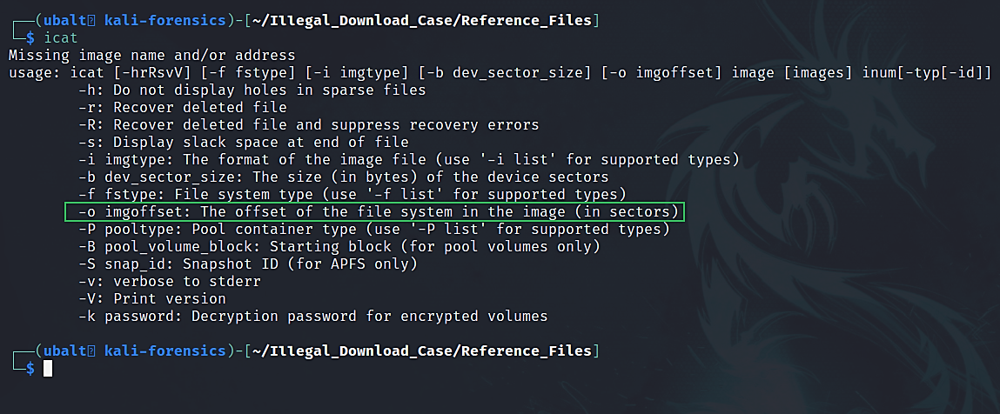 ┌──(ubalt㉿ kali-forensics)-[~/Illegal_Download_Case/Reference_Files]
└─$ icat
Missing image name and/or address
usage: icat [-hrRsvV] [-f fstype] [-i imgtype] [-b dev_sector_size] [-o imgoffset] image [images] inum[-typ[-id]]
        -h: Do not display holes in sparse files
        -r: Recover deleted file
        -R: Recover deleted file and suppress recovery errors
        -s: Display slack space at end of file
        -i imgtype: The format of the image file (use '-i list' for supported types)
        -b dev_sector_size: The size (in bytes) of the device sectors
        -f fstype: File system type (use '-f list' for supported types)
        -o imgoffset: The offset of the file system in the image (in sectors)
        -P pooltype: Pool container type (use '-P list' for supported types)
        -B pool_volume_block: Starting block (for pool volumes only)
        -S snap_id: Snapshot ID (for APFS only)
        -v: verbose to stderr
        -V: Print version
        -k password: Decryption password for encrypted volumes
┌──(ubalt㉿ kali-forensics)-[~/Illegal_Download_Case/Reference_Files]
└─$